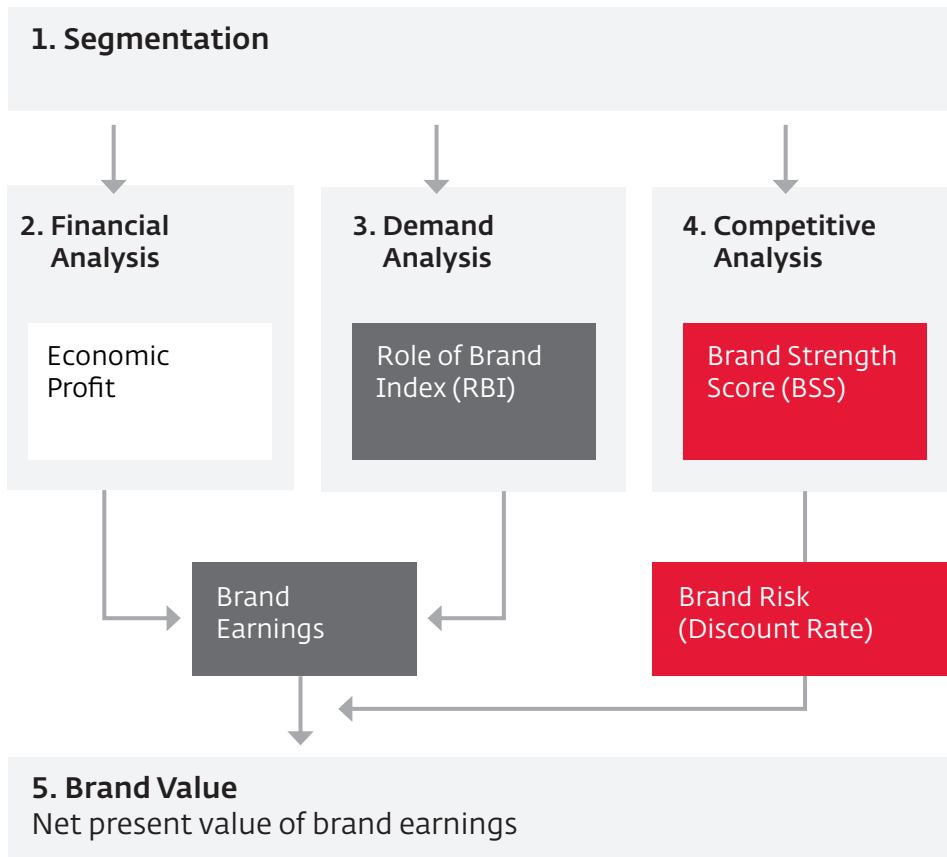 1. Segmentation
2. Financial
Analysis
Economic
Profit
3. Demand
Analysis
Role of Brand
Index (RBI)
4. Competitive
Analysis
Brand Strength
Score (BSS)
Brand
Earnings
Brand Risk
(Discount Rate)
5. Brand Value
Net present value of brand earnings